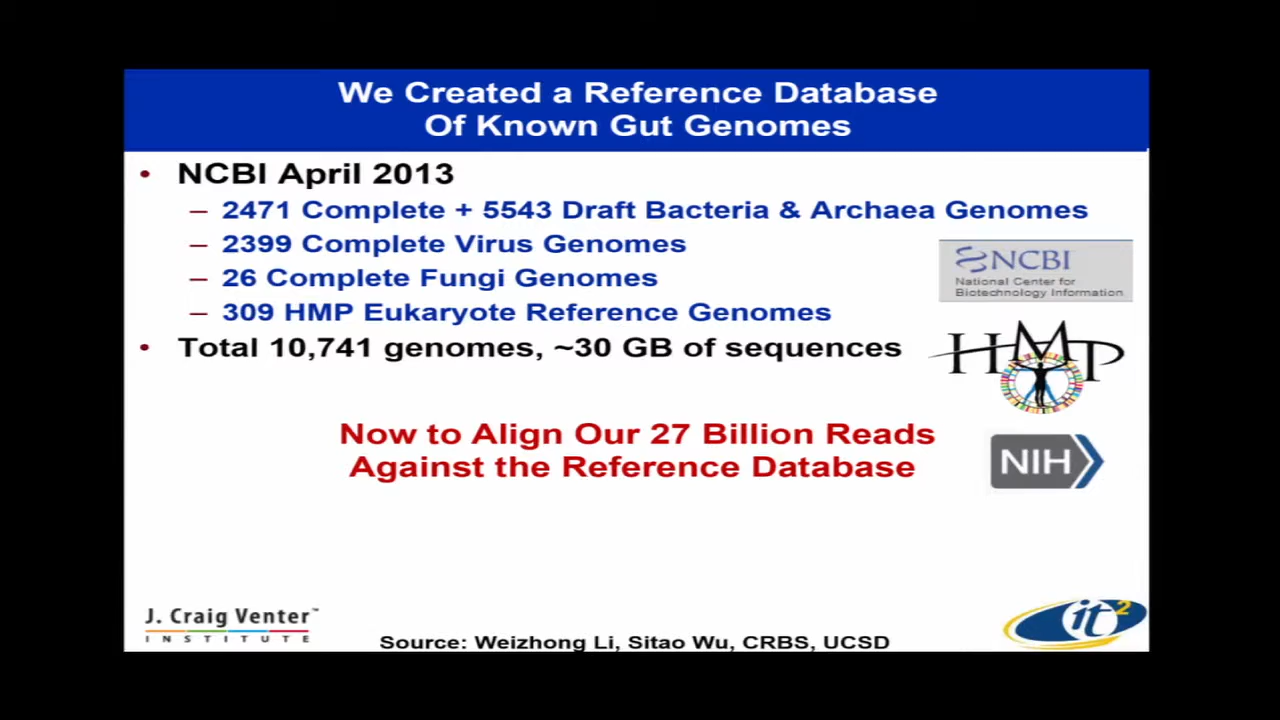 We Created a Reference Database
Of Known Gut Genomes
• NCBI April 2013
– 2471 Complete + 5543 Draft Bacteria & Archaea Genomes
– 2399 Complete Virus Genomes
– 26 Complete Fungi Genomes
– 309 HMP Eukaryote Reference Genomes
• Total 10,741 genomes, ~30 GB of sequences
NCBI
National Center for
Biotechnology Information
HMP
Now to Align Our 27 Billion Reads
Against the Reference Database
NIH
J. Craig Venter™
INSTITUTE
Source: Weizhong Li, Sitao Wu, CRBS, UCSD
it2